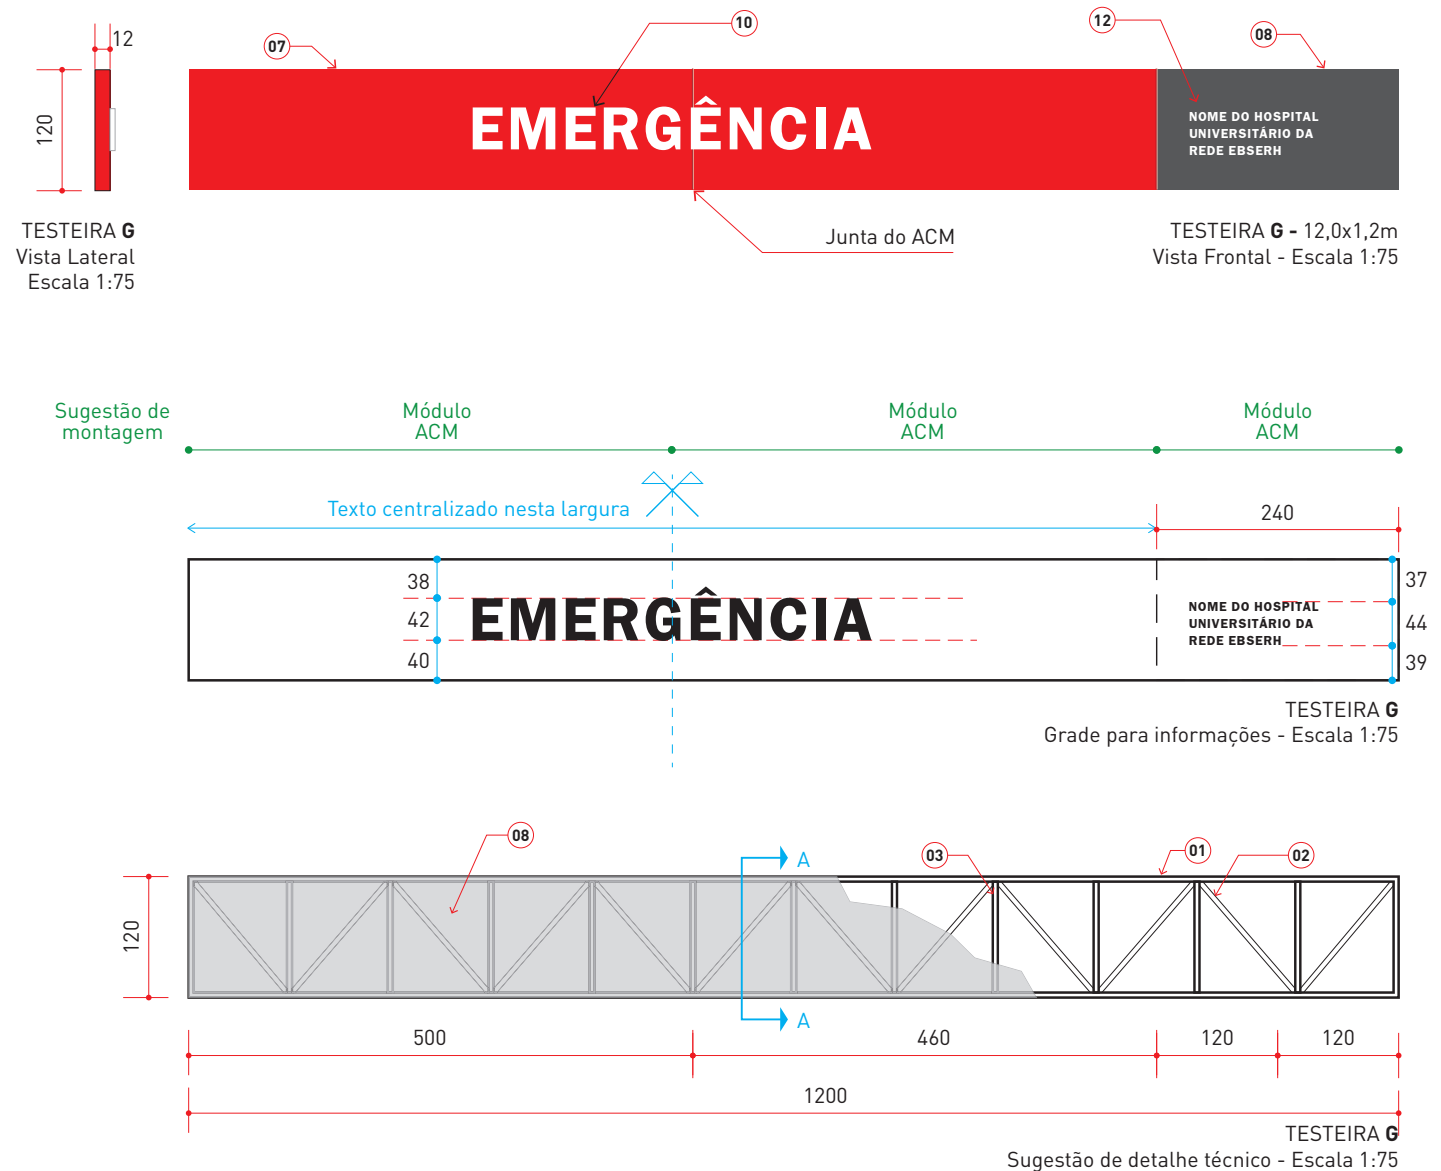 12
07
10
12
08
120
EMERGÊNCIA
NOME DO HOSPITAL
UNIVERSITÁRIO DA
REDE EBSERH
TESTEIRA G
Vista Lateral
Escala 1:75
Junta do ACM
TESTEIRA G - 12,0x1,2m
Vista Frontal - Escala 1:75
Sugestão de
montagem
Módulo
ACM
Módulo
ACM
Módulo
ACM
Texto centralizado nesta largura
240
38
42
40
EMERGÊNCIA
NOME DO HOSPITAL
UNIVERSITÁRIO DA
REDE EBSERH
37
44
39
TESTEIRA G
Grade para informações - Escala 1:75
08
A
03
01
02
120
A
500
460
120
120
1200
TESTEIRA G
Sugestão de detalhe técnico - Escala 1:75